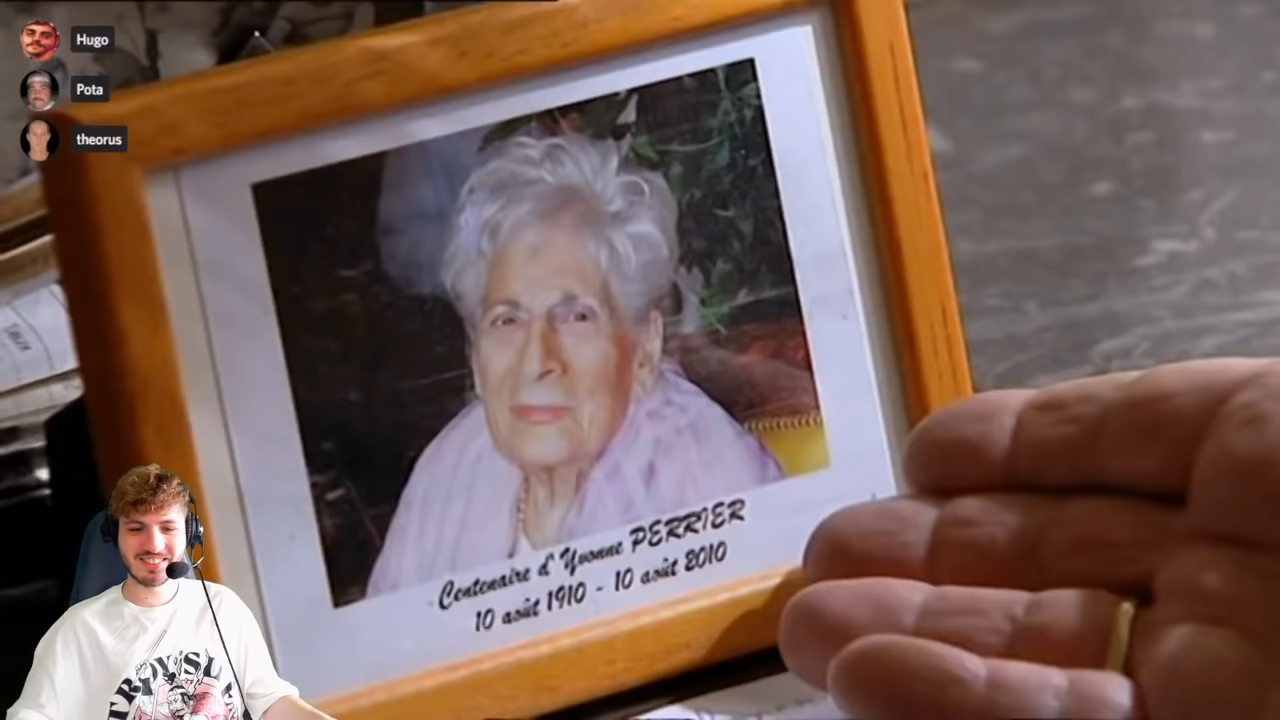 Hugo
Pota
theorus
Centenaire d'Yvonne PERRIER
10 août 1910 - 10 août 2010